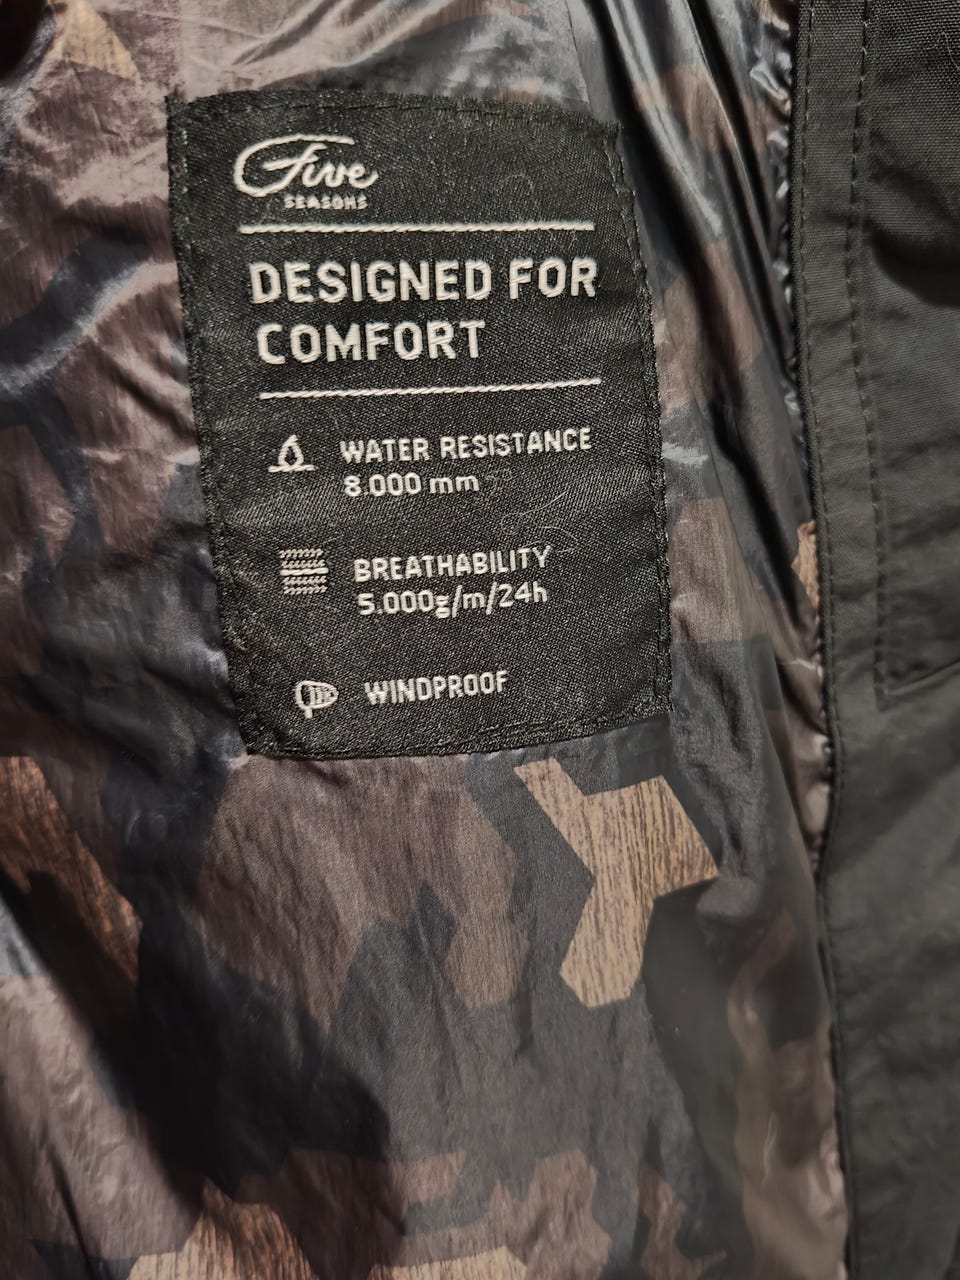 Five
SEASONS
DESIGNED FOR
COMFORT
WATER RESISTANCE
8.000 mm
BREATHABILITY
5.000g/m/24h
WINDPROOF